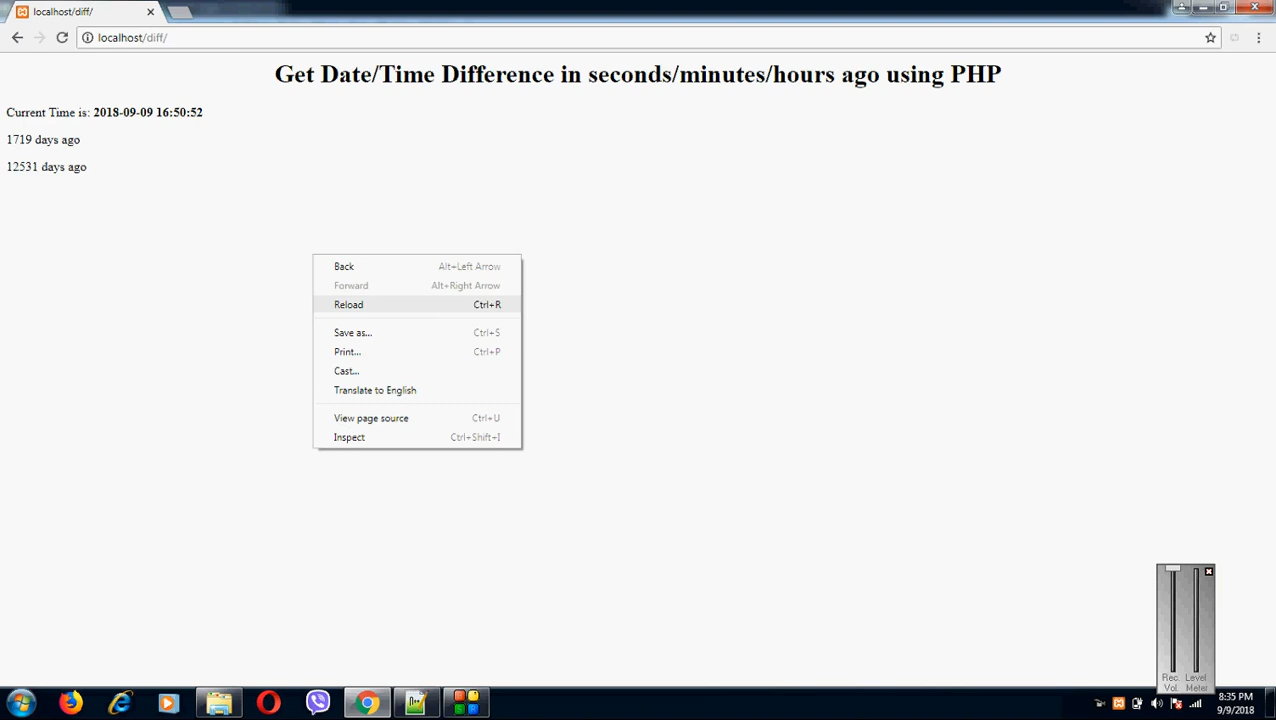 localhost/diff/
localhost/diff/
Get Date/Time Difference in seconds/minutes/hours ago using PHP
Current Time is: 2018-09-09 16:50:52
1719 days ago
12531 days ago
Back Alt+Left Arrow
Forward Alt+Right Arrow
Reload Ctrl+R
Save as... Ctrl+S
Print... Ctrl+P
Cast...
Translate to English
View page source Ctrl+U
Inspect Ctrl+Shift+I
Rec. Level
Vol. Meter
8:35 PM
9/9/2018